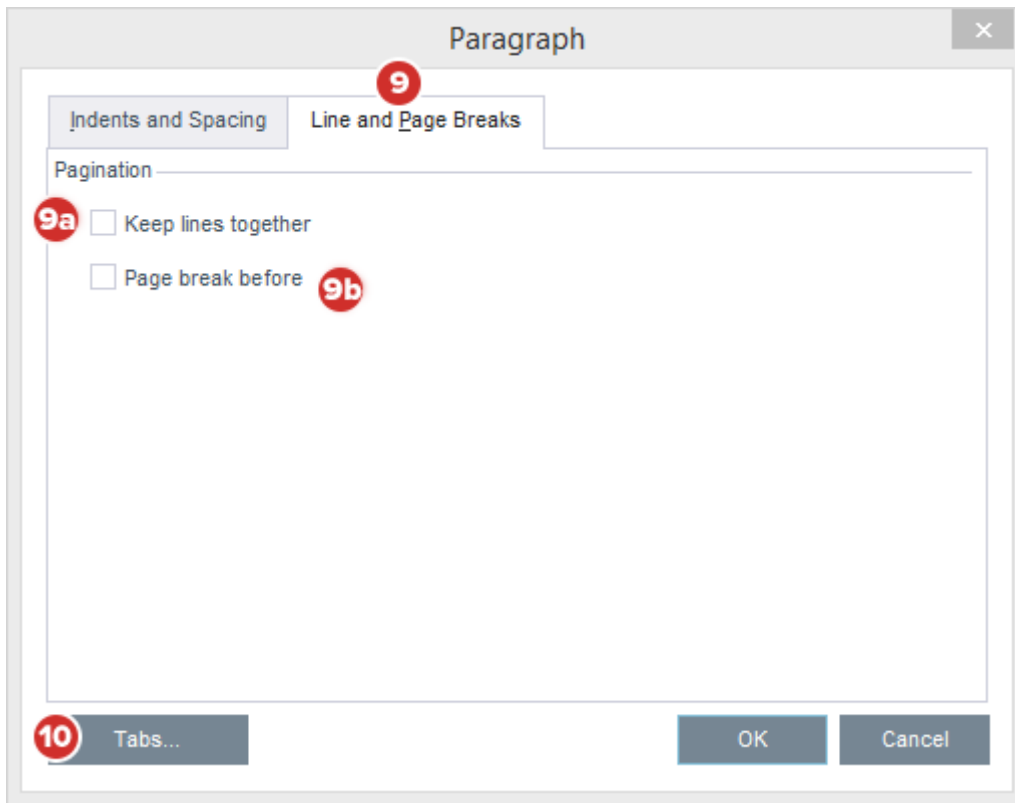 Paragraph
9
Indents and Spacing Line and Page Breaks
Pagination
9a Keep lines together
Page break before 9b
10 Tabs... OK Cancel